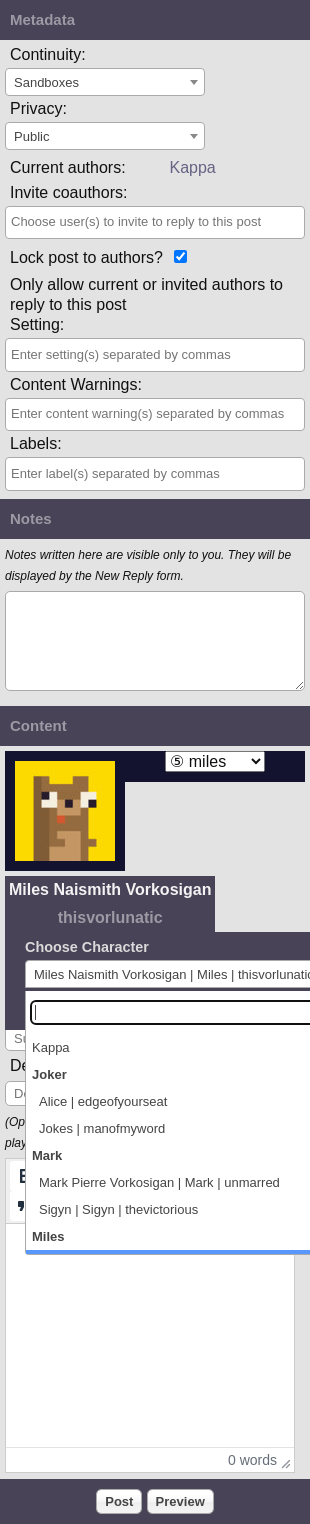 Metadata
Continuity:
Sandboxes
Privacy:
Public
Current authors: Kappa
Invite coauthors:
Choose user(s) to invite to reply to this post
Lock post to authors?
Only allow current or invited authors to
reply to this post
Setting:
Enter setting(s) separated by commas
Content Warnings:
Enter content warning(s) separated by commas
Labels:
Enter label(s) separated by commas
Notes
Notes written here are visible only to you. They will be
displayed by the New Reply form.
Content
⑤ miles
Miles Naismith Vorkosigan
thisvorlunatic
Choose Character
Miles Naismith Vorkosigan | Miles | thisvorlunatic
Kappa
Joker
Alice | edgeofyourseat
Jokes | manofmyword
Mark
Mark Pierre Vorkosigan | Mark | unmarred
Sigyn | Sigyn | thevictorious
Miles
0 words
Post Preview